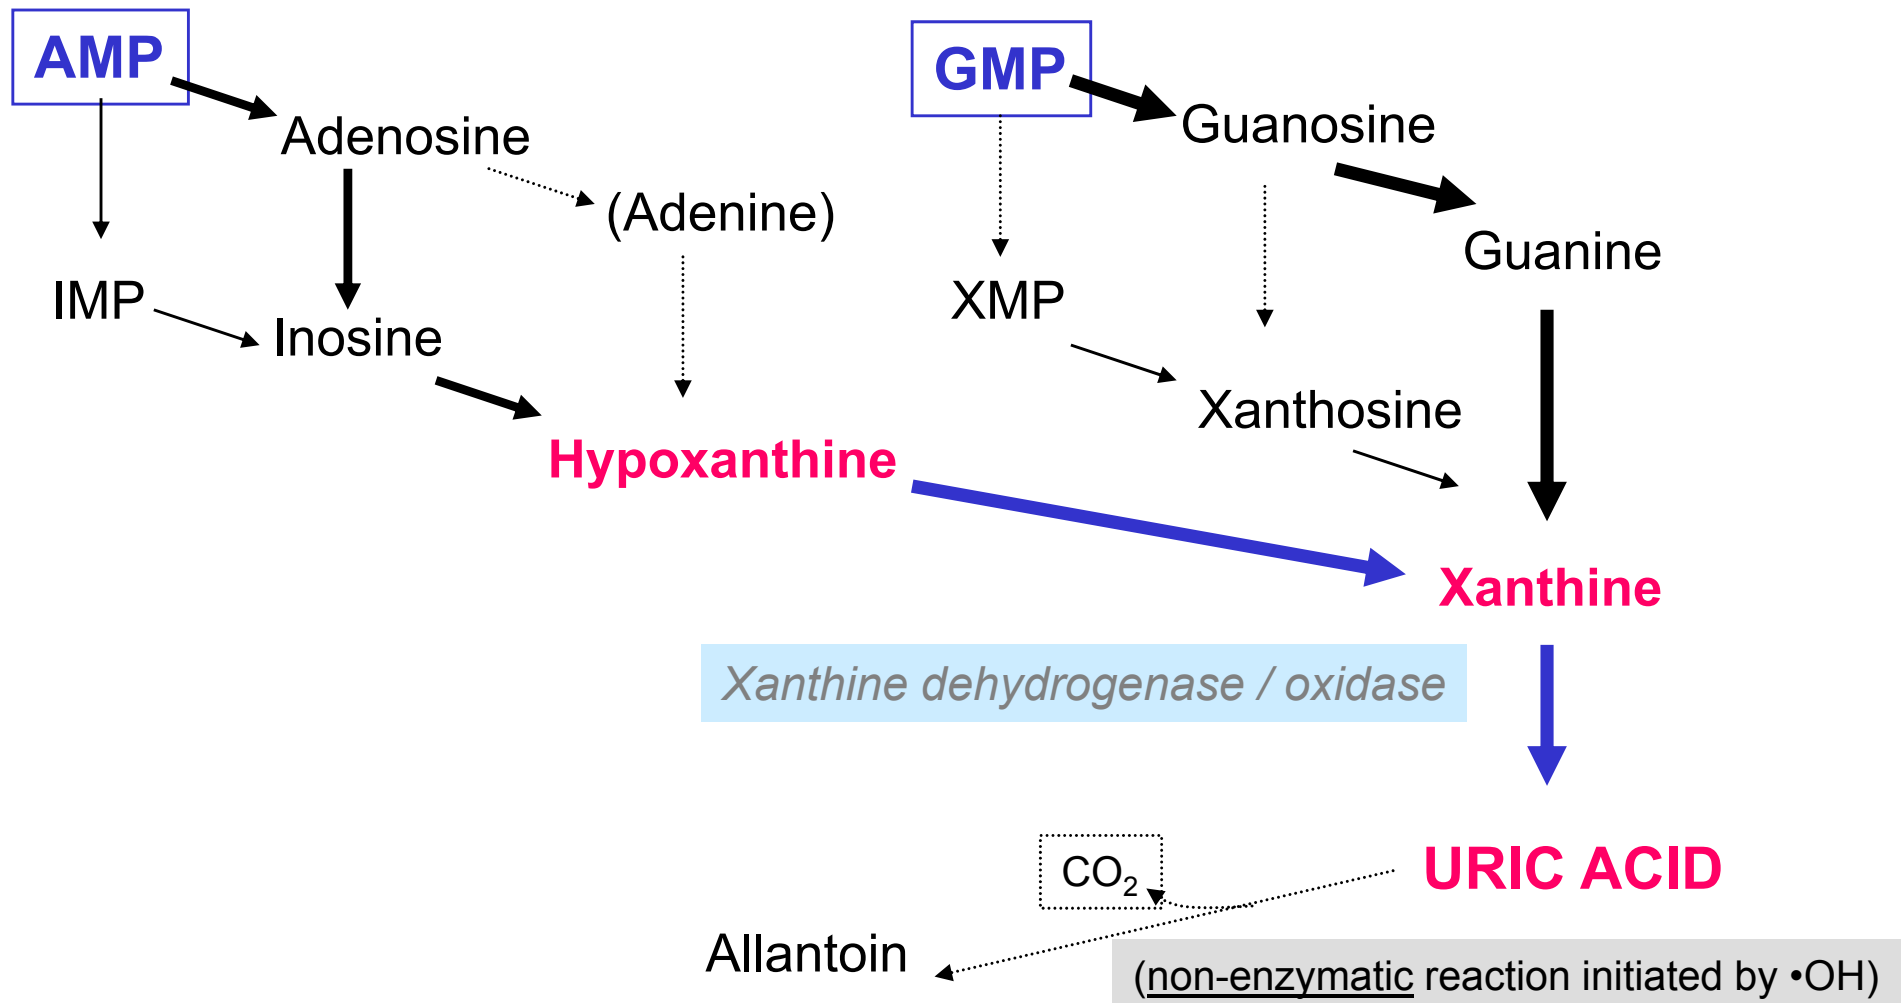 AMP
GMP
Adenosine
Guanosine
(Adenine)
Guanine
IMP
XMP
Inosine
Xanthosine
Hypoxanthine
Xanthine
Xanthine dehydrogenase / oxidase
URIC ACID
CO₂
Allantoin
(non-enzymatic reaction initiated by •OH)